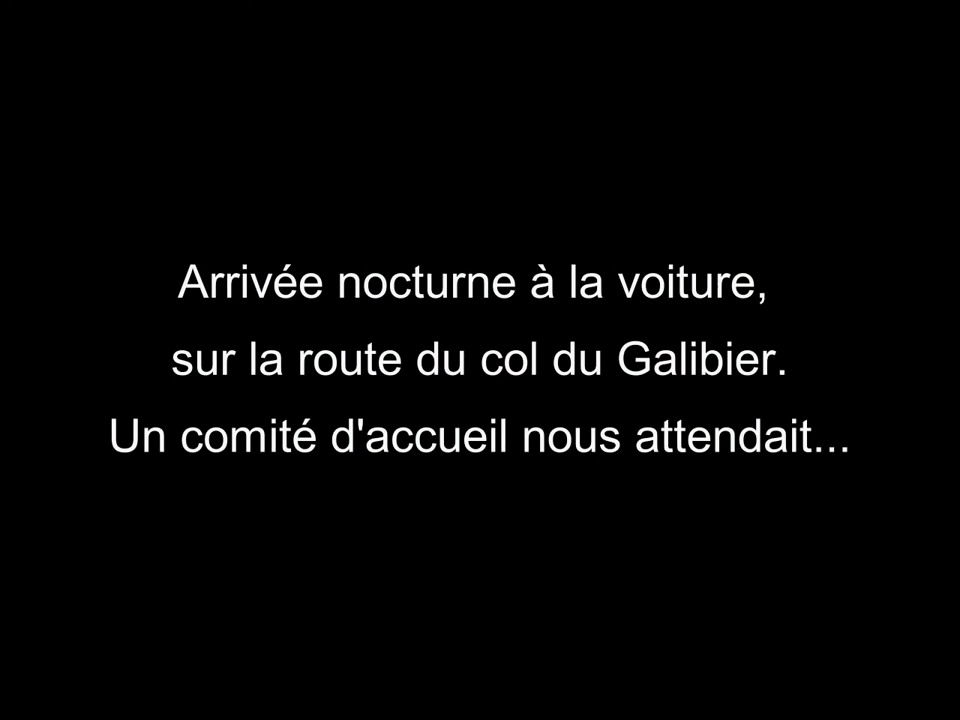 Arrivée nocturne à la voiture,
sur la route du col du Galibier.
Un comité d'accueil nous attendait...